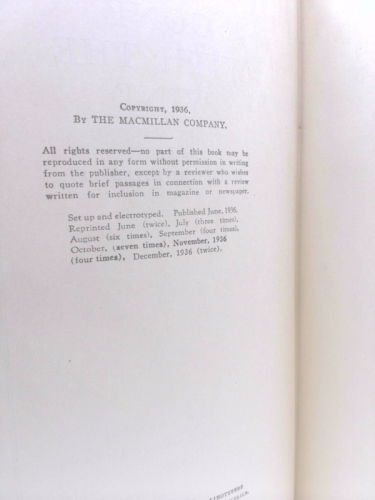 COPYRIGHT, 1936,
BY THE MACMILLAN COMPANY.
All rights reserved—no part of this book may be
reproduced in any form without permission in writing
from the publisher, except by a reviewer who wishes
to quote brief passages in connection with a review
written for inclusion in magazine or newspaper.
Set up and electrotyped. Published June, 1936.
Reprinted June (twice), July (three times),
August (six times), September (four times),
October, (seven times), November, 1936
(four times), December, 1936 (twice).